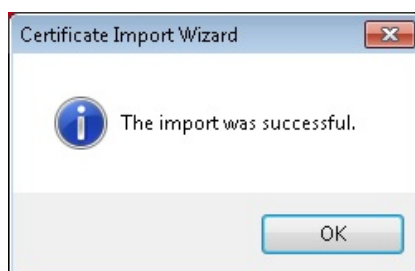 Certificate Import Wizard
The import was successful.
OK